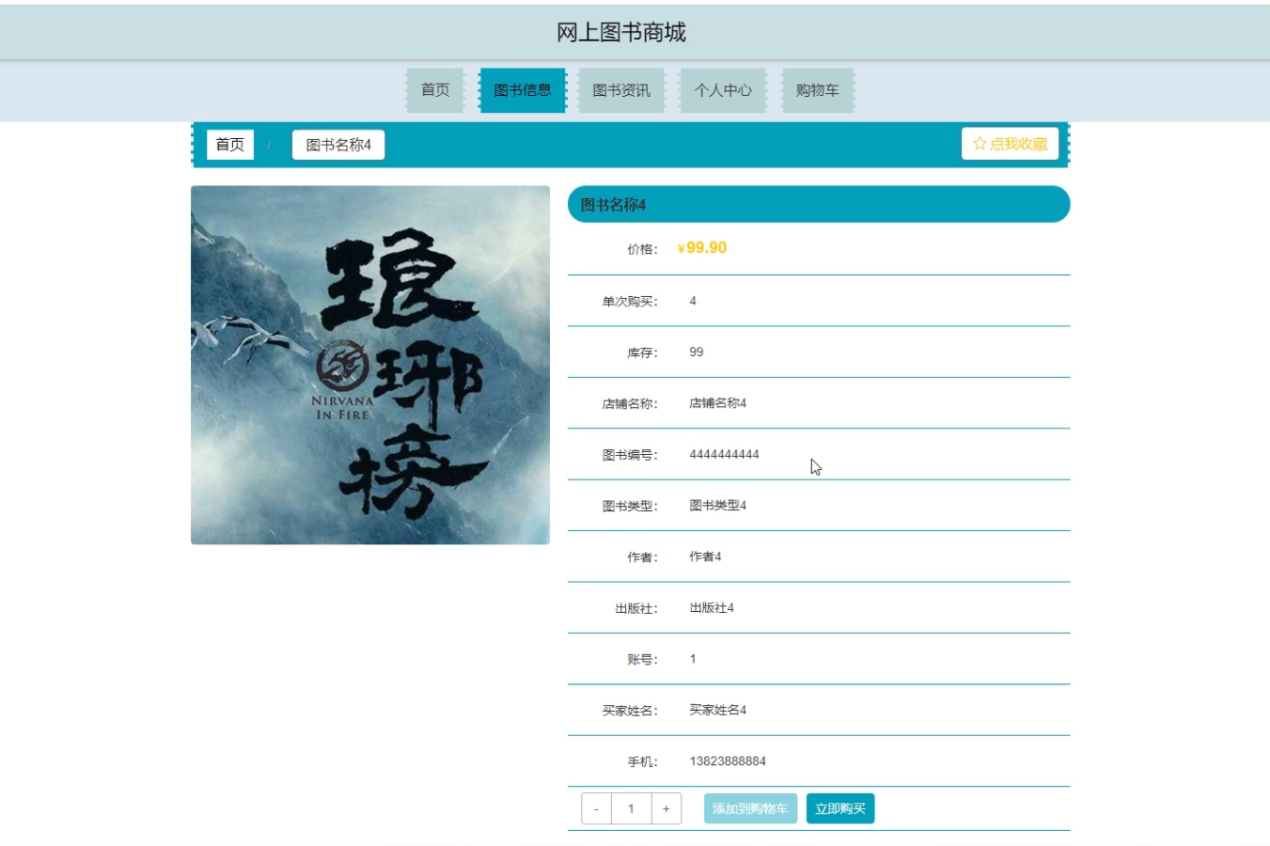 网上图书商城
首页 图书信息 图书资讯 个人中心 购物车
首页 / 图书名称4 ☆ 点我收藏
琅
琊
榜
NIRVANA
IN FIRE
图书名称4
价格： ¥99.90
单次购买： 4
库存： 99
店铺名称： 店铺名称4
图书编号： 4444444444
图书类型： 图书类型4
作者： 作者4
出版社： 出版社4
账号： 1
买家姓名： 买家姓名4
手机： 13823888884
- 1 + 添加到购物车 立即购买